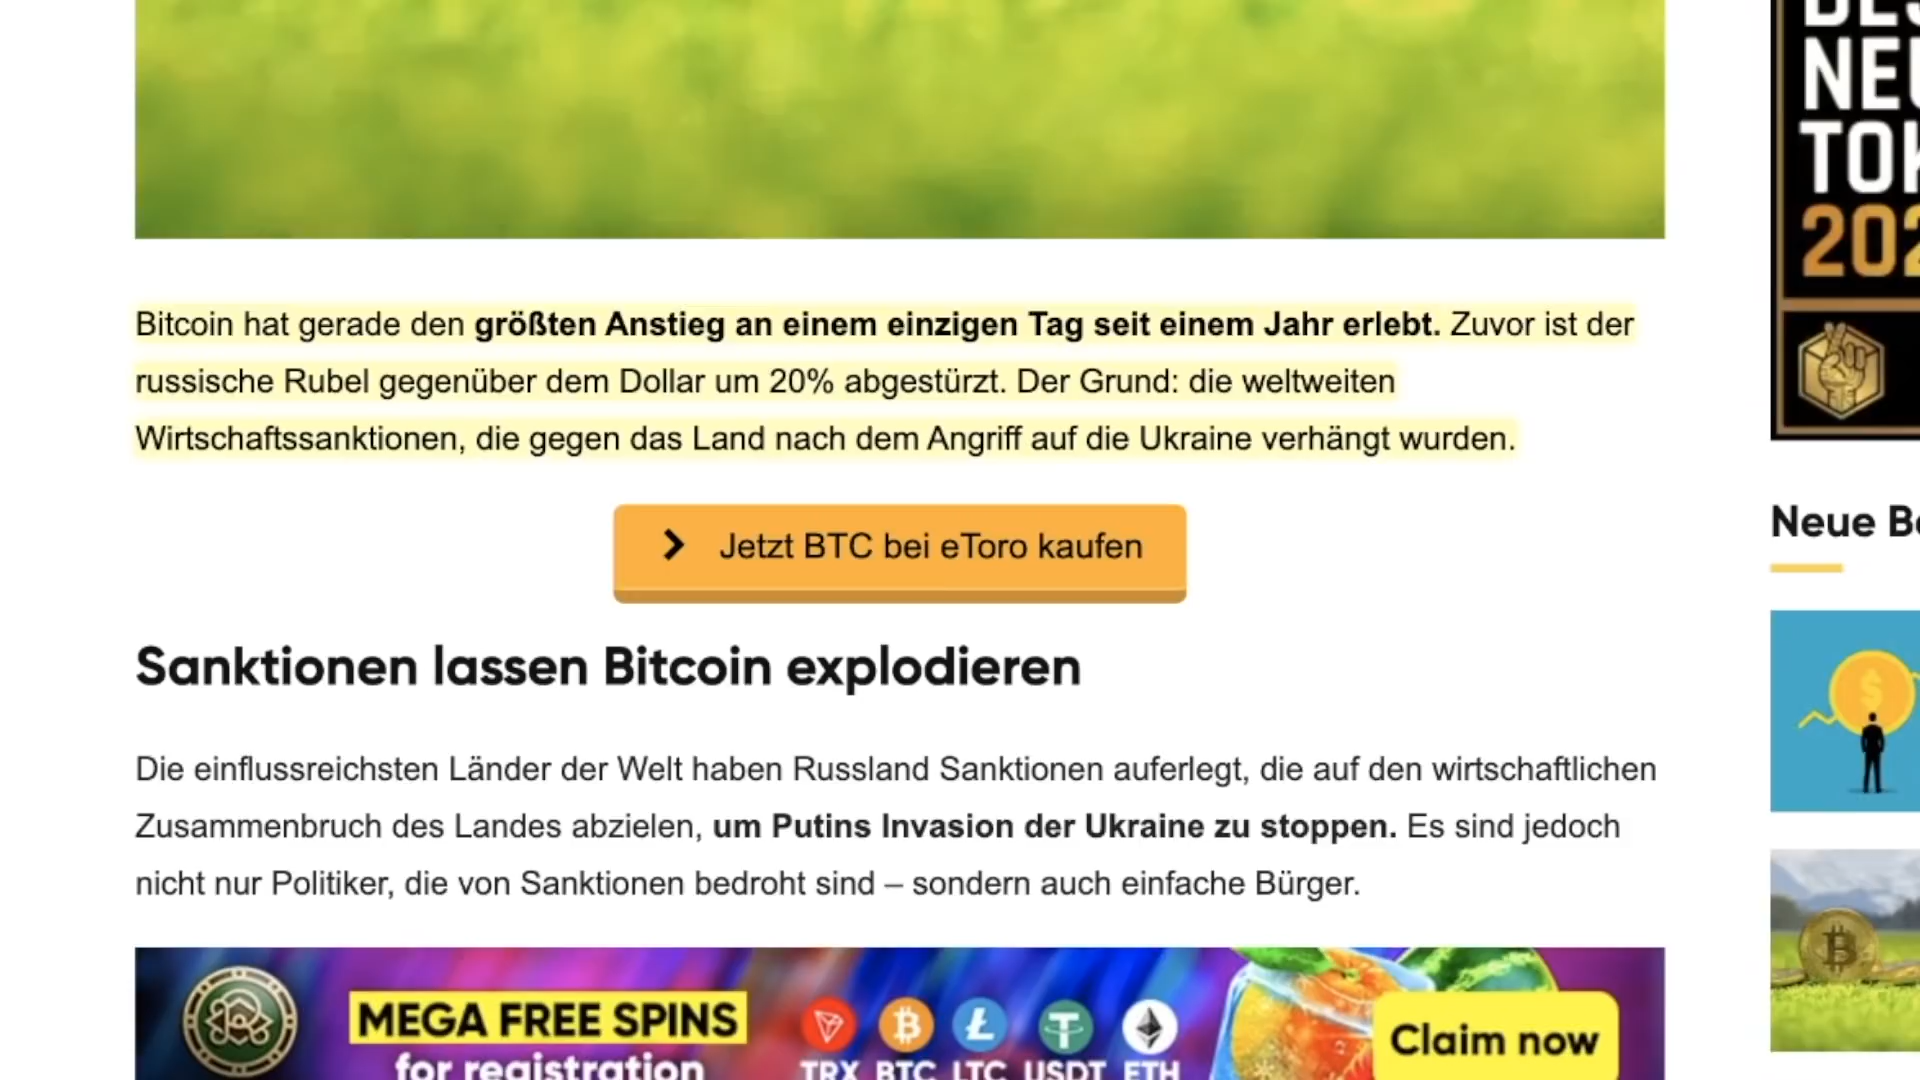 NEU
TOK
202
Bitcoin hat gerade den größten Anstieg an einem einzigen Tag seit einem Jahr erlebt. Zuvor ist der
russische Rubel gegenüber dem Dollar um 20% abgestürzt. Der Grund: die weltweiten
Wirtschaftssanktionen, die gegen das Land nach dem Angriff auf die Ukraine verhängt wurden.
Jetzt BTC bei eToro kaufen
Sanktionen lassen Bitcoin explodieren
Die einflussreichsten Länder der Welt haben Russland Sanktionen auferlegt, die auf den wirtschaftlichen
Zusammenbruch des Landes abzielen, um Putins Invasion der Ukraine zu stoppen. Es sind jedoch
nicht nur Politiker, die von Sanktionen bedroht sind – sondern auch einfache Bürger.
MEGA FREE SPINS
for registration
TRX BTC LTC USDT ETH
Claim now
Neue